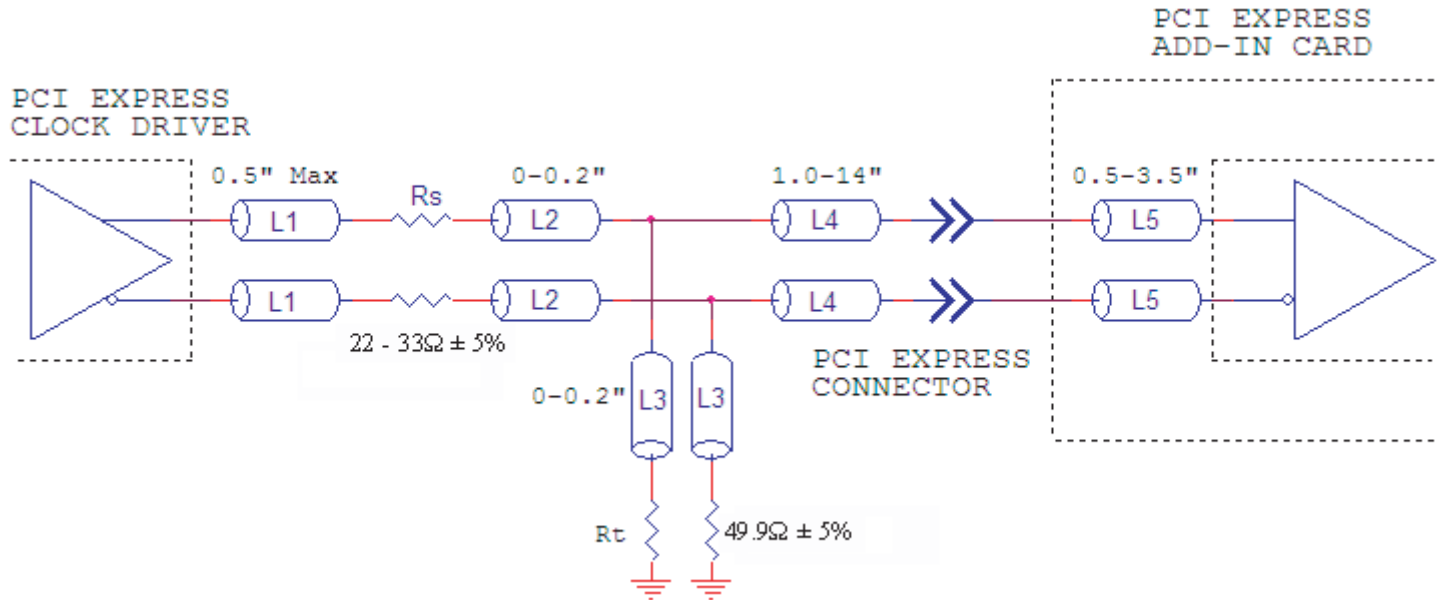 PCI EXPRESS
ADD-IN CARD
PCI EXPRESS
CLOCK DRIVER
0.5" Max
0-0.2"
1.0-14"
0.5-3.5"
Rs
L1
L2
L4
L5
L1
L2
L4
L5
22 - 33Ω ± 5%
PCI EXPRESS
CONNECTOR
0-0.2"
L3
L3
Rt
49.9Ω ± 5%